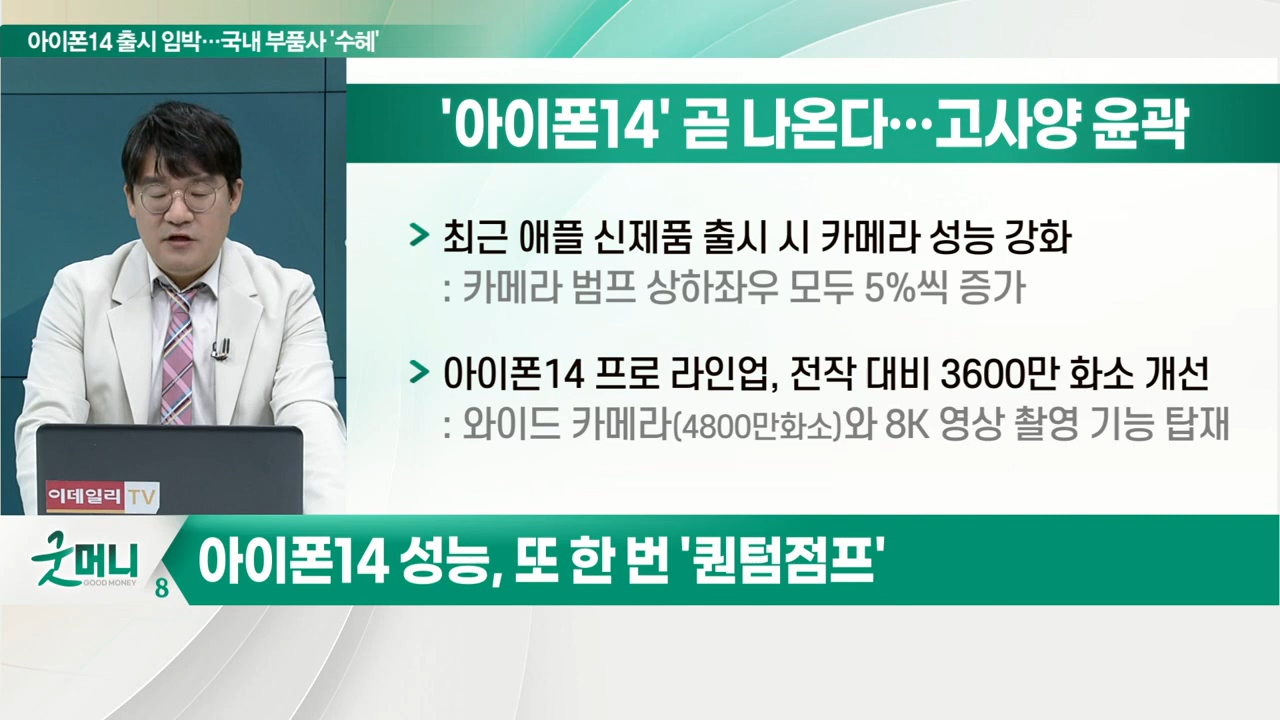 아이폰14 출시 임박…국내 부품사 '수혜'
'아이폰14' 곧 나온다…고사양 윤곽
> 최근 애플 신제품 출시 시 카메라 성능 강화
: 카메라 범프 상하좌우 모두 5%씩 증가
> 아이폰14 프로 라인업, 전작 대비 3600만 화소 개선
: 와이드 카메라(4800만화소)와 8K 영상 촬영 기능 탑재
이데일리TV
굿머니
GOOD MONEY
8
아이폰14 성능, 또 한 번 '퀀텀점프'